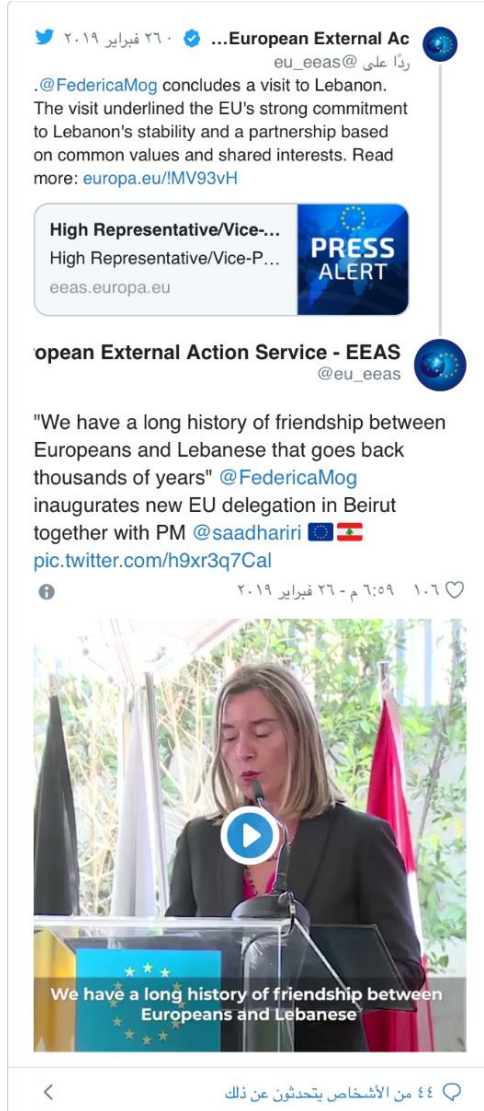 European External Ac... · ٢٦ فبراير ٢٠١٩
ردًا على @eu_eeas
.@FedericaMog concludes a visit to Lebanon.
The visit underlined the EU's strong commitment
to Lebanon's stability and a partnership based
on common values and shared interests. Read
more: europa.eu/!MV93vH
High Representative/Vice-...
High Representative/Vice-P...
eeas.europa.eu
PRESS
ALERT
opean External Action Service - EEAS
@eu_eeas
"We have a long history of friendship between
Europeans and Lebanese that goes back
thousands of years" @FedericaMog
inaugurates new EU delegation in Beirut
together with PM @saadhariri 🇪🇺 🇱🇧
pic.twitter.com/h9xr3q7Cal
١٠٦ ٦:٥٩ م - ٢٦ فبراير ٢٠١٩
We have a long history of friendship between
Europeans and Lebanese
٤٤ من الأشخاص يتحدثون عن ذلك